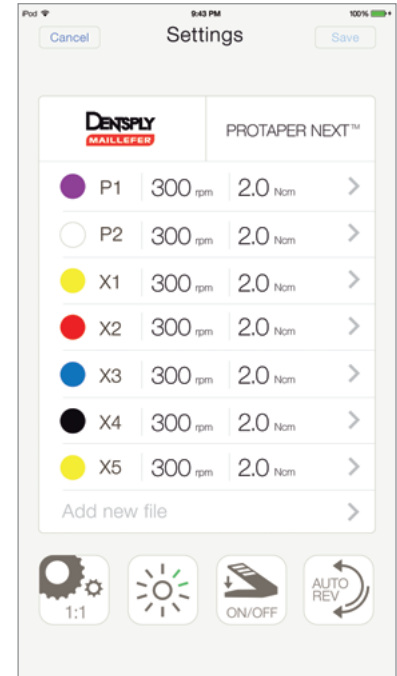 iPod 9:43 PM 100%
Cancel Settings Save
DENTSPLY
MAILLEFER
PROTAPER NEXT™
P1 300 rpm 2.0 Ncm
P2 300 rpm 2.0 Ncm
X1 300 rpm 2.0 Ncm
X2 300 rpm 2.0 Ncm
X3 300 rpm 2.0 Ncm
X4 300 rpm 2.0 Ncm
X5 300 rpm 2.0 Ncm
Add new file
1:1
ON/OFF
AUTO
REV